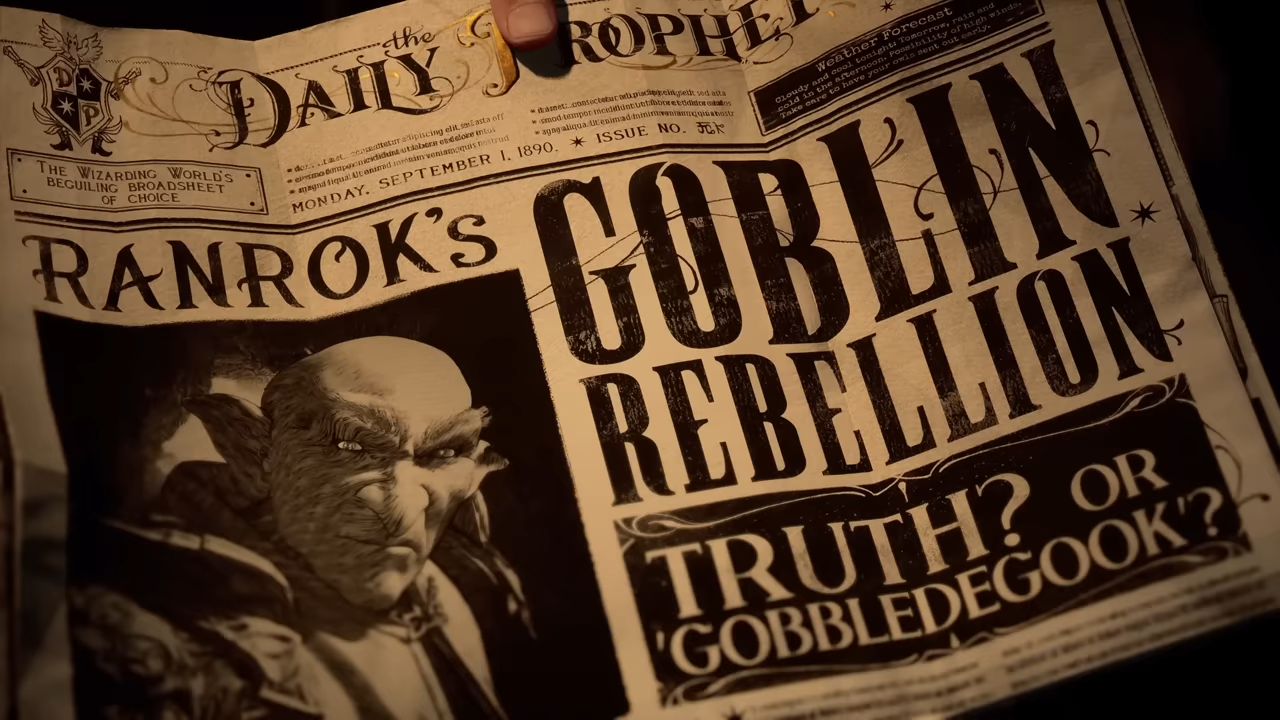 the
DAILY PROPHET
D P
THE WIZARDING WORLD'S
BEGUILING BROADSHEET
OF CHOICE
MONDAY, SEPTEMBER 1, 1890. ISSUE NO.
Weather Forecast
Cloudy and cool tonight; Tomorrow, rain and
cold in the afternoon. Possibility of high winds.
Take care to have your owls sent out early.
RANROK'S
GOBLIN
REBELLION
TRUTH? OR
'GOBBLEDEGOOK'?